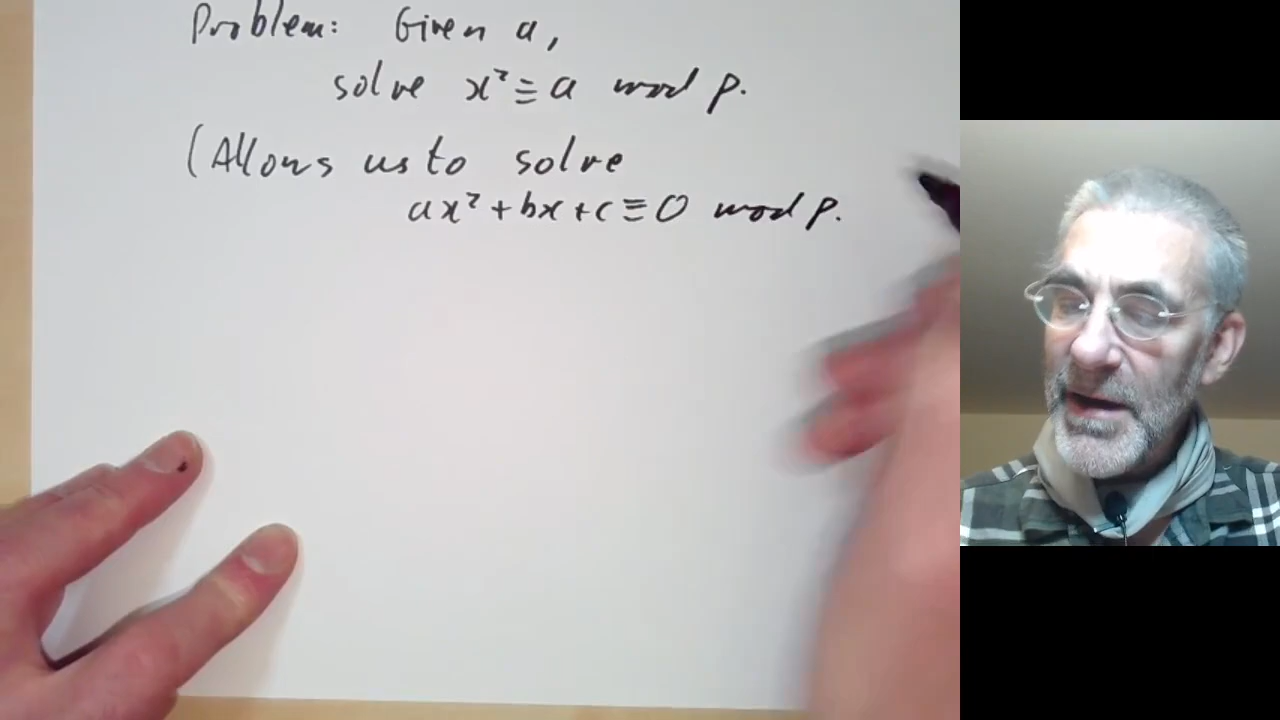 Problem: Given a,
solve x² ≡ a mod p.
(Allows us to solve
ax² + bx + c ≡ 0 mod p.